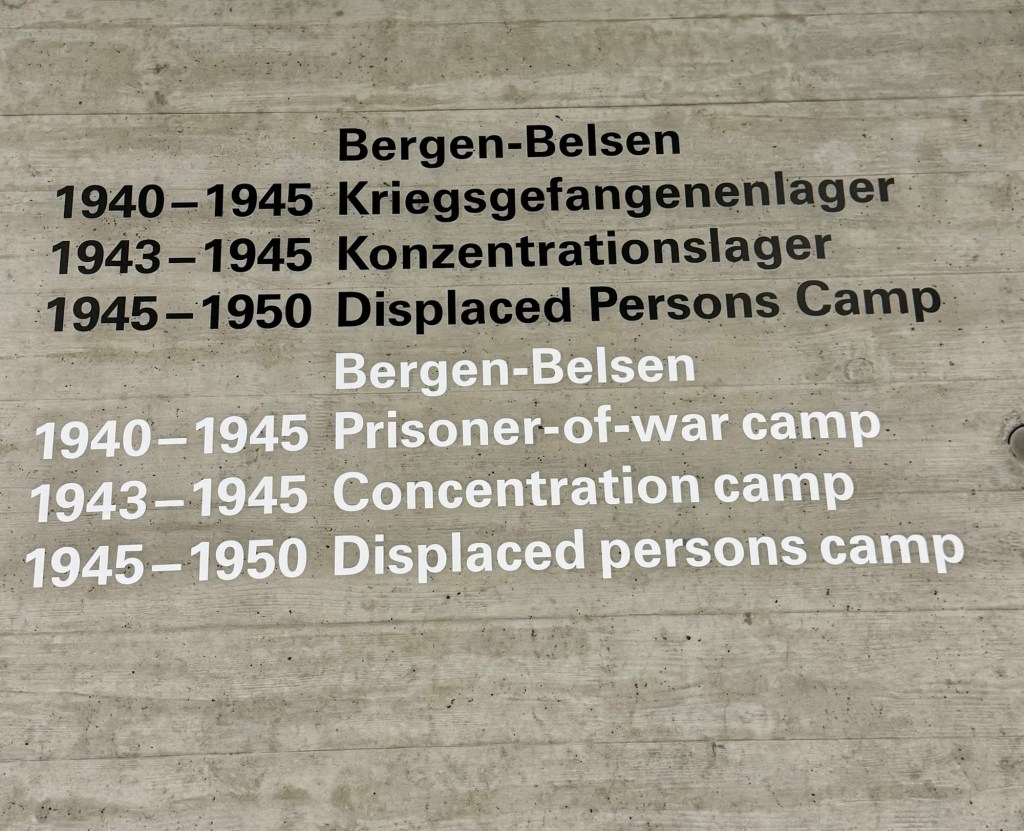 Bergen-Belsen
1940–1945 Kriegsgefangenenlager
1943–1945 Konzentrationslager
1945–1950 Displaced Persons Camp
Bergen-Belsen
1940–1945 Prisoner-of-war camp
1943–1945 Concentration camp
1945–1950 Displaced persons camp